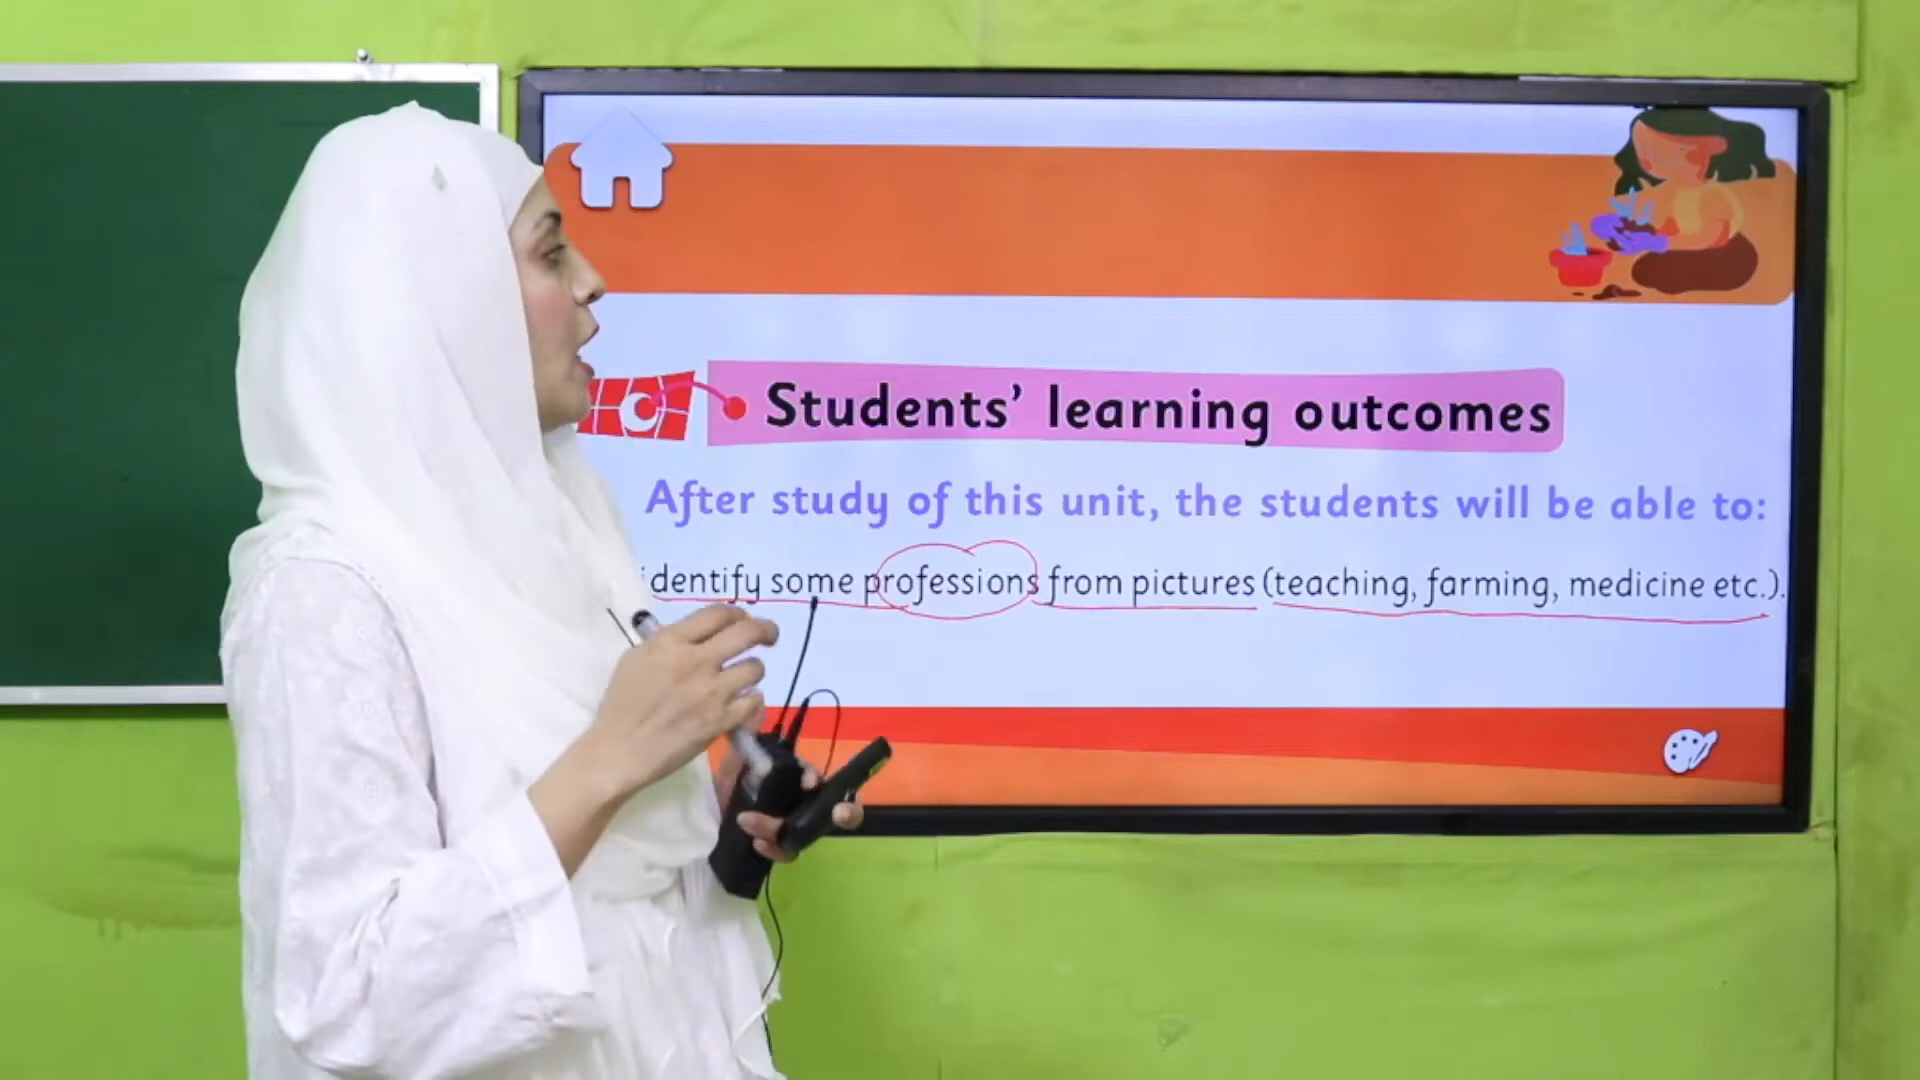 Students' learning outcomes
After study of this unit, the students will be able to:
identify some professions from pictures (teaching, farming, medicine etc.).